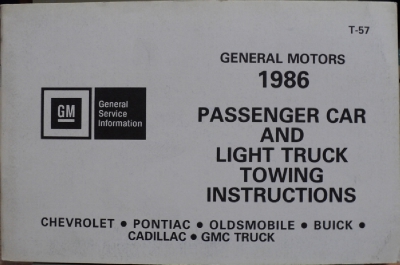 T-57
GENERAL MOTORS
1986
GM
General
Service
Information
PASSENGER CAR
AND
LIGHT TRUCK
TOWING
INSTRUCTIONS
CHEVROLET • PONTIAC • OLDSMOBILE • BUICK •
CADILLAC • GMC TRUCK